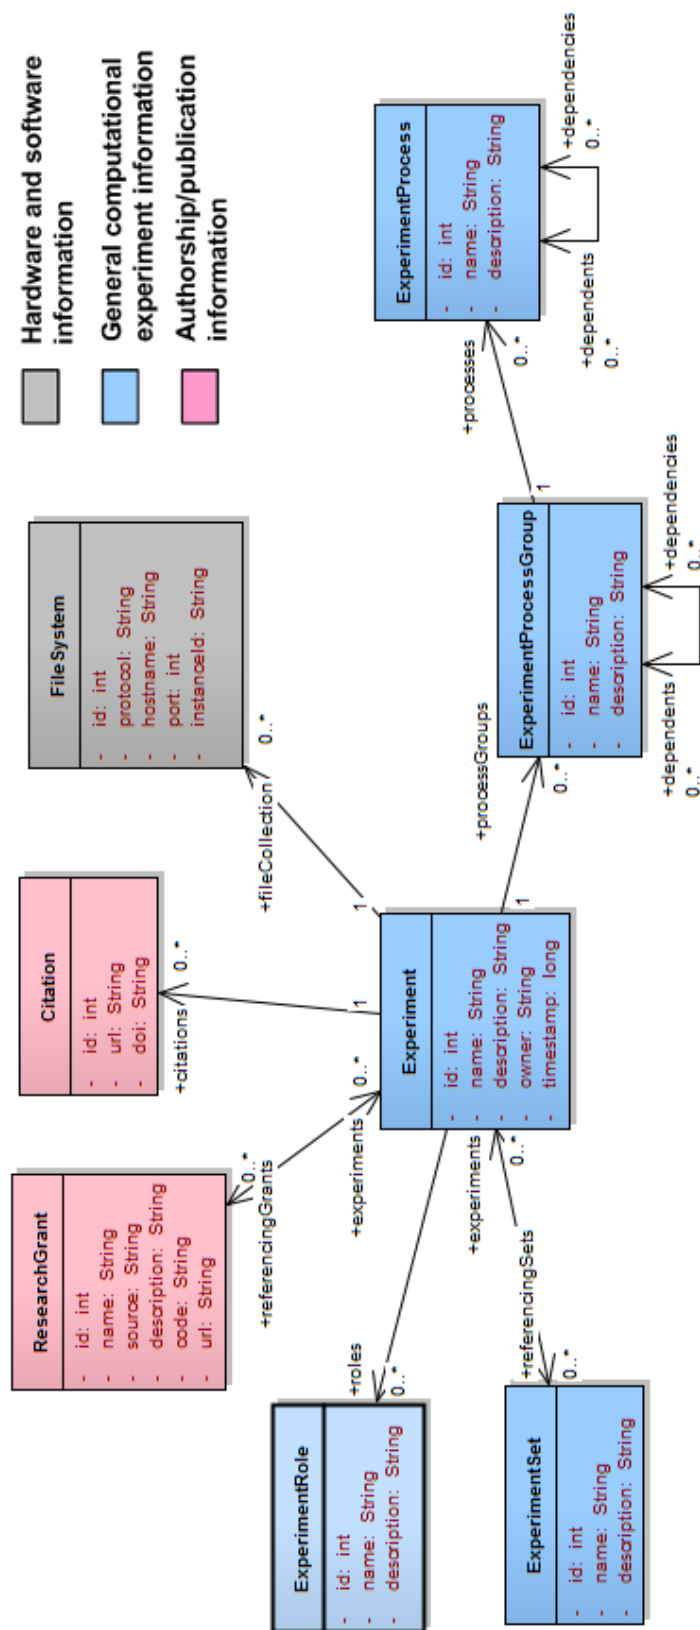 Hardware and software
information
General computational
experiment information
Authorship/publication
information
ResearchGrant
- id: int
- name: String
- source: String
- description: String
- code: String
- url: String
Citation
- id: int
- url: String
- doi: String
FileSystem
- id: int
- protocol: String
- hostname: String
- port: int
- instanceId: String
+referencingGrants
0..*
+experiments
0..*
+citations
0..*
1
+fileCollection
0..*
1
ExperimentRole
- id: int
- name: String
- description: String
+roles
0..*
Experiment
- id: int
- name: String
- description: String
- owner: String
- timestamp: long
+experiments
0..*
+referencingSets
0..*
ExperimentSet
- id: int
- name: String
- description: String
1
+processGroups
0..*
ExperimentProcessGroup
- id: int
- name: String
- description: String
+dependents
0..*
+dependencies
0..*
1
+processes
0..*
ExperimentProcess
- id: int
- name: String
- description: String
+dependents
0..*
+dependencies
0..*